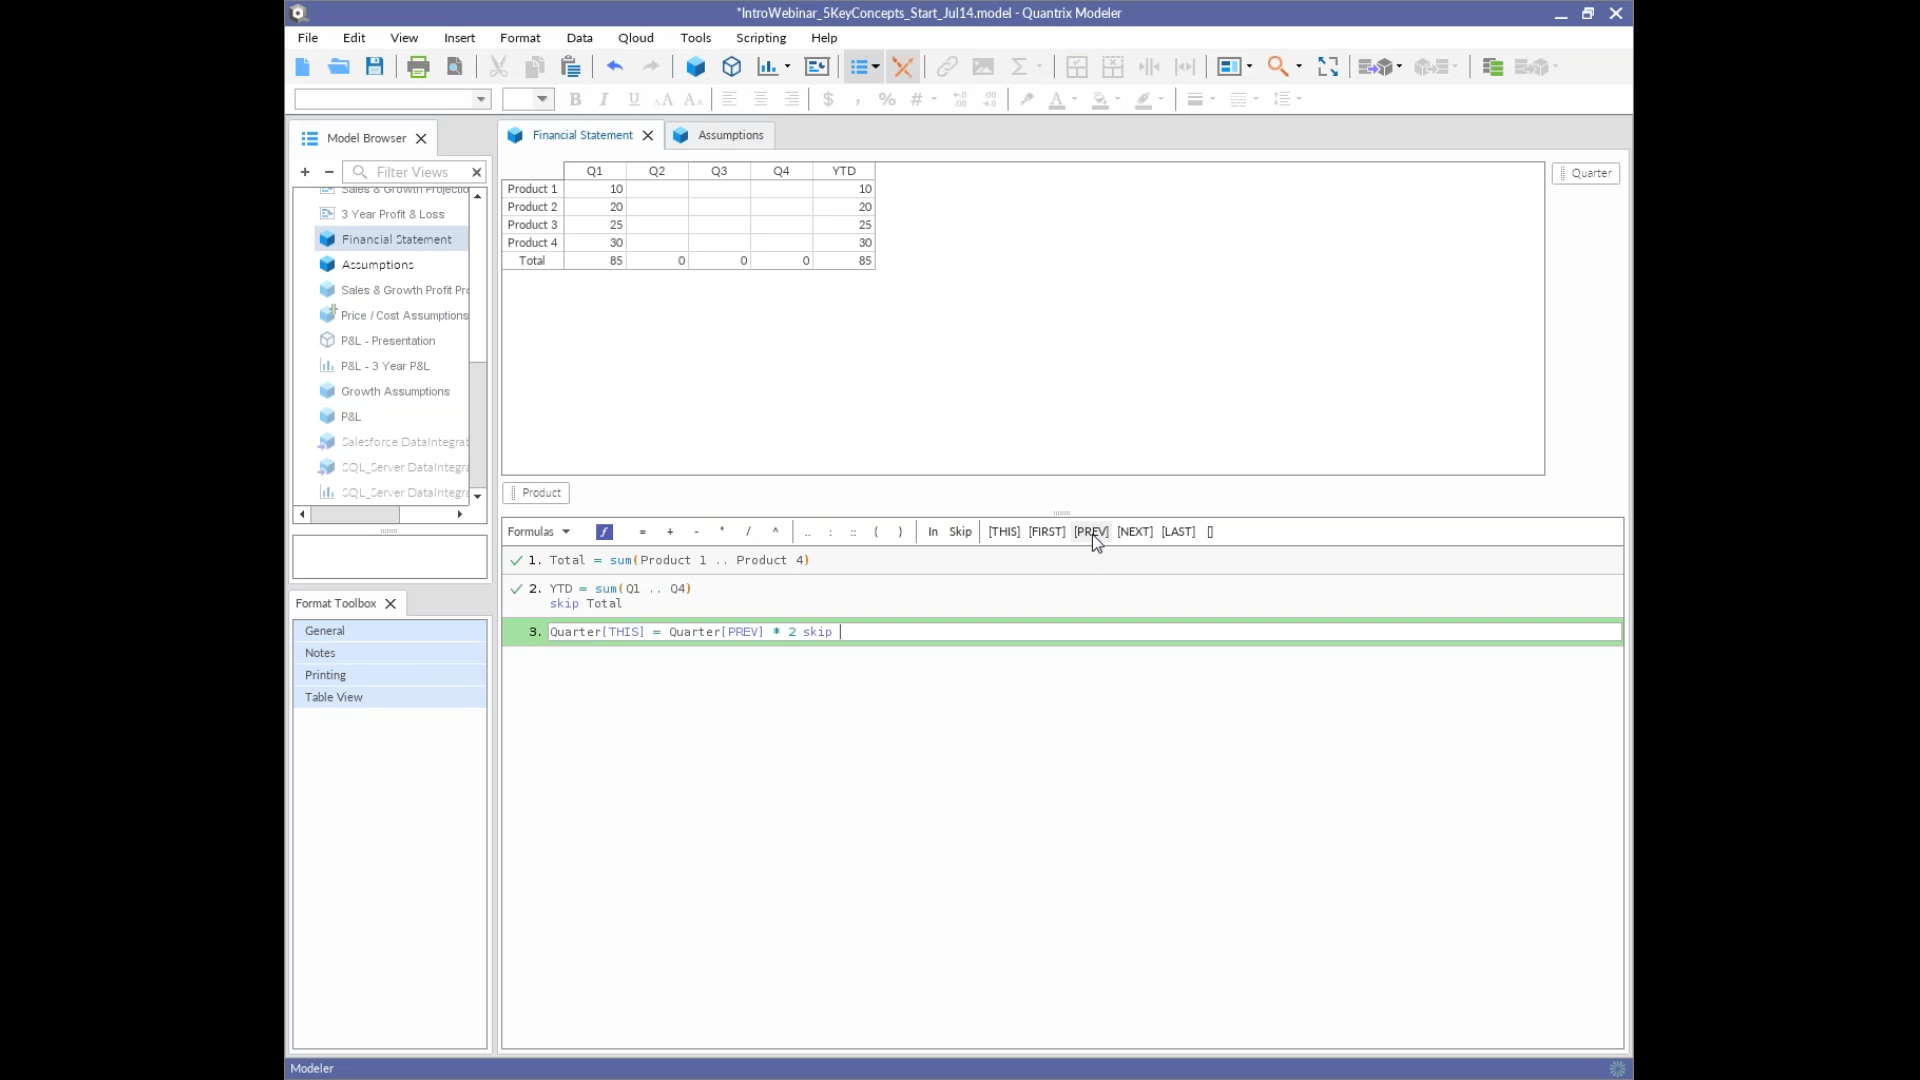 *IntroWebinar_5KeyConcepts_Start_Jul14.model - Quantrix Modeler
File Edit View Insert Format Data Qloud Tools Scripting Help
Model Browser
Filter Views
Sales & Growth Projectio
3 Year Profit & Loss
Financial Statement
Assumptions
Sales & Growth Profit Pr
Price / Cost Assumptions
P&L - Presentation
P&L - 3 Year P&L
Growth Assumptions
P&L
Salesforce DataIntegrat
SQL_Server DataIntegra
SQL_Server DataIntegra
Format Toolbox
General
Notes
Printing
Table View
Financial Statement Assumptions
Q1 Q2 Q3 Q4 YTD
Product 1 10 10
Product 2 20 20
Product 3 25 25
Product 4 30 30
Total 85 0 0 0 85
Quarter
Product
Formulas f = + - * / ^ .. : :: ( ) In Skip [THIS] [FIRST] [PREV] [NEXT] [LAST] []
1. Total = sum(Product 1 .. Product 4)
2. YTD = sum(Q1 .. Q4)
skip Total
3. Quarter[THIS] = Quarter[PREV] * 2 skip
Modeler